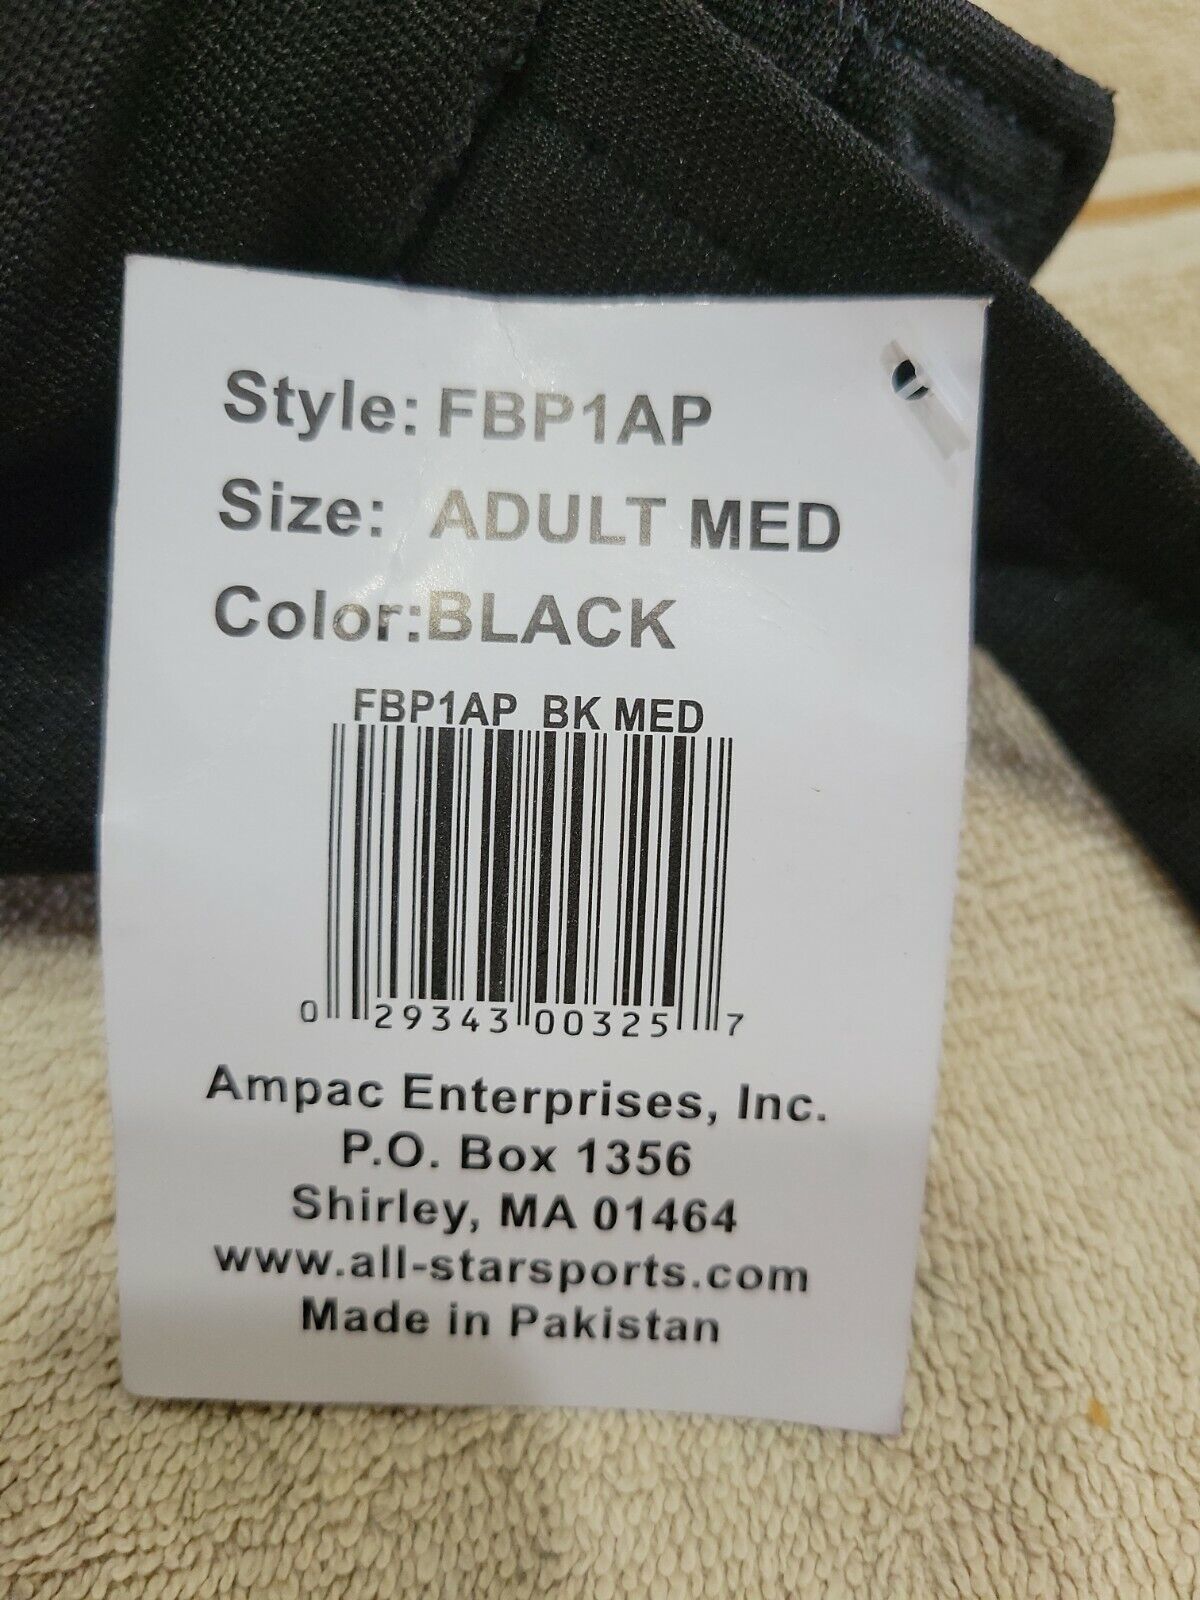 Style: FBP1AP
Size: ADULT MED
Color:BLACK
FBP1AP BK MED
0 29343 00325 7
Ampac Enterprises, Inc.
P.O. Box 1356
Shirley, MA 01464
www.all-starsports.com
Made in Pakistan